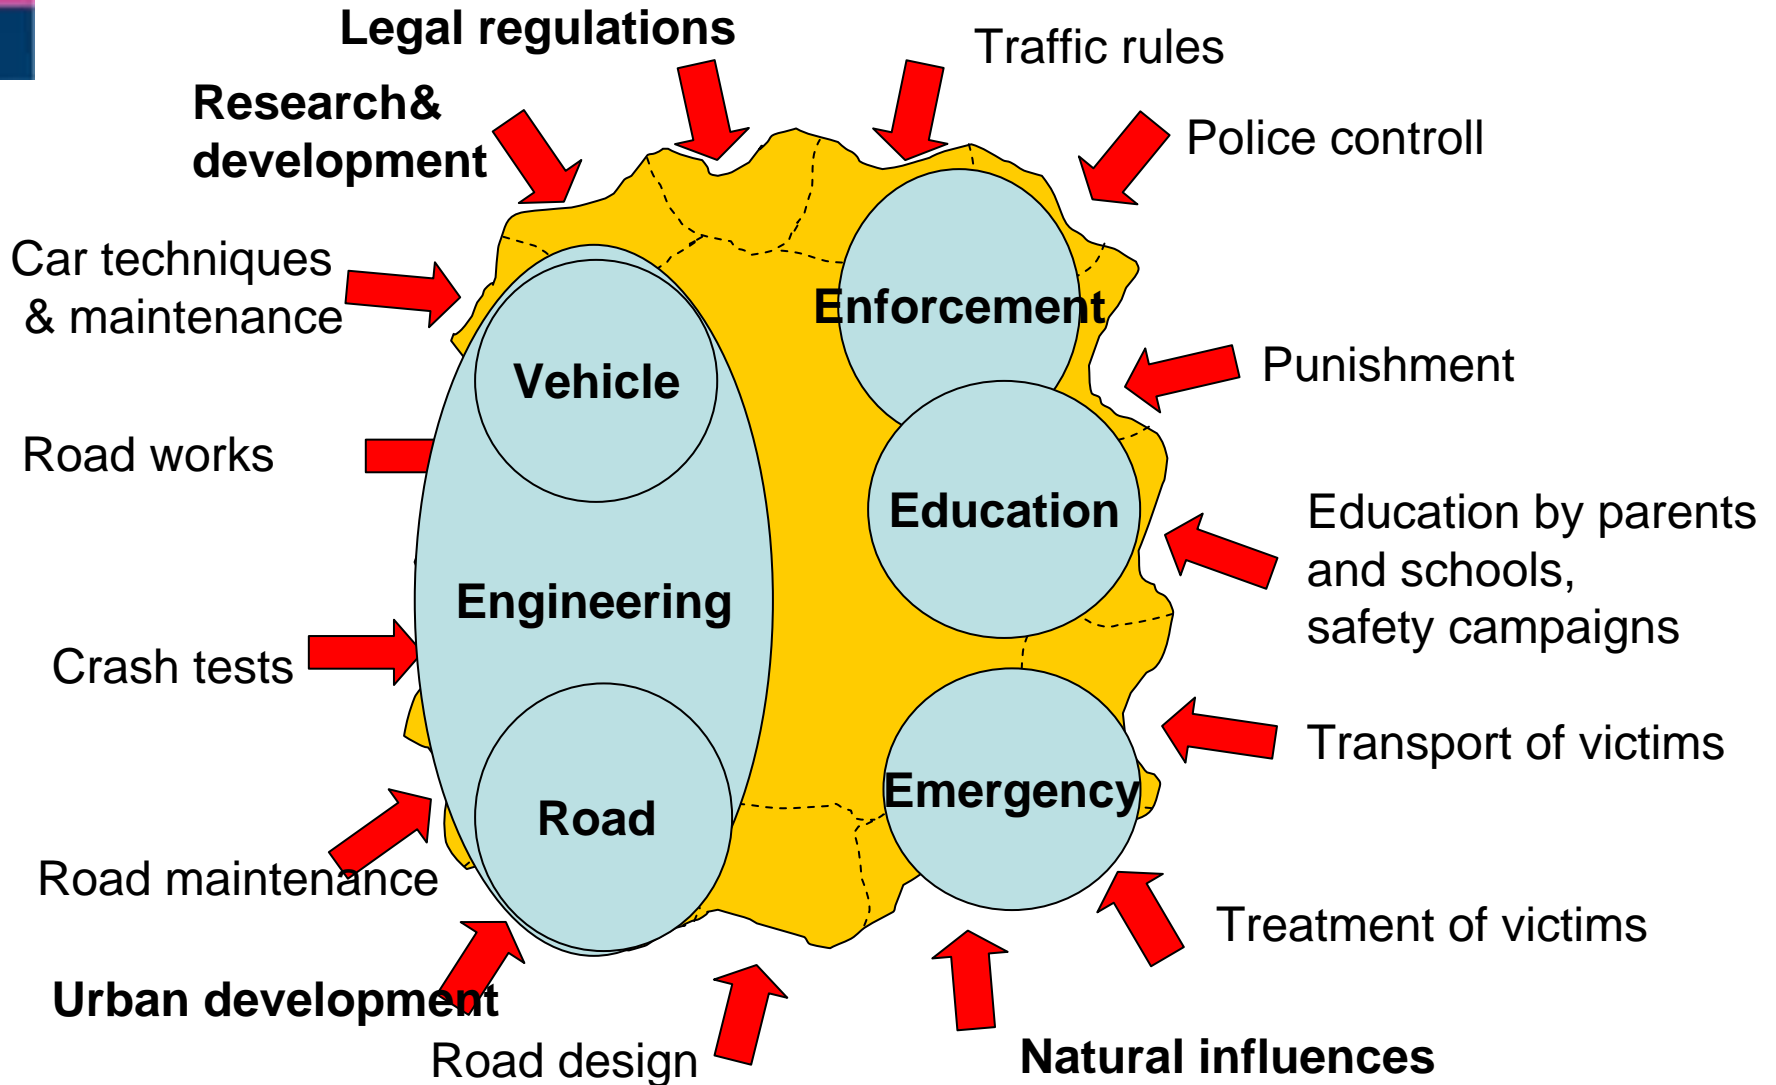 Legal regulations
Traffic rules
Research&
development
Police controll
Car techniques
& maintenance
Enforcement
Vehicle
Punishment
Road works
Education
Education by parents
and schools,
safety campaigns
Engineering
Crash tests
Transport of victims
Emergency
Road
Road maintenance
Treatment of victims
Urban development
Road design
Natural influences